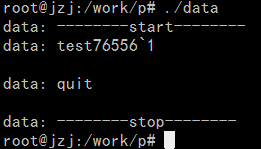 root@jzj:/work/p# ./data
data: --------start--------
data: test76556`1
data: quit
data: --------stop--------
root@jzj:/work/p#